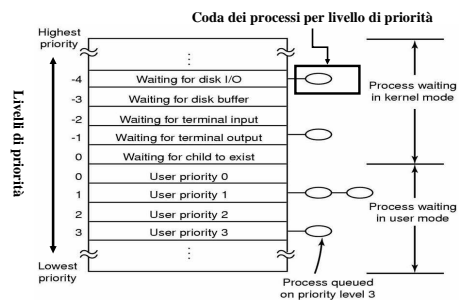 Coda dei processi per livello di priorità
Highest
priority
Livelli di priorità
-4 Waiting for disk I/O
-3 Waiting for disk buffer
-2 Waiting for terminal input
-1 Waiting for terminal output
0 Waiting for child to exist
0 User priority 0
1 User priority 1
2 User priority 2
3 User priority 3
Lowest
priority
Process waiting
in kernel mode
Process waiting
in user mode
Process queued
on priority level 3